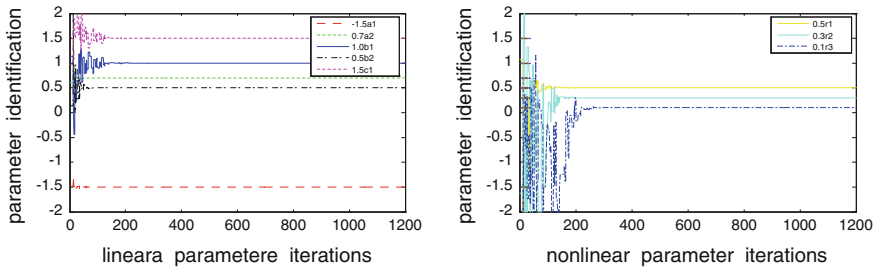 2
1.5
1
0.5
0
-0.5
-1
-1.5
-2
parameter identification
0 200 400 600 800 1000 1200
lineara parametere iterations
-1.5a1
0.7a2
1.0b1
0.5b2
1.5c1
2
1.5
1
0.5
0
-0.5
-1
-1.5
-2
parameter identification
0 200 400 600 800 1000 1200
nonlinear parametere iterations
0.5r1
0.3r2
0.1r3